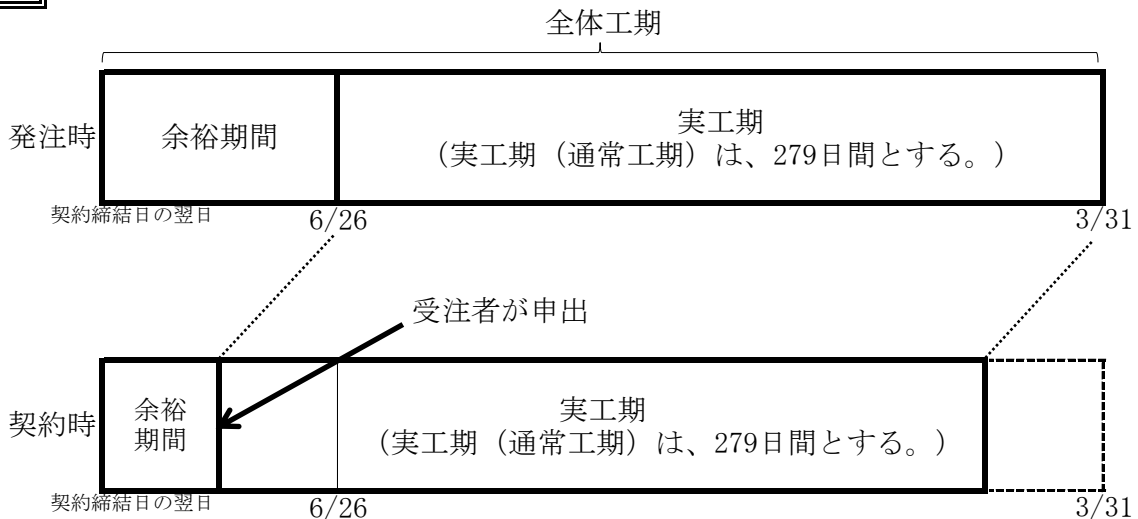 全体工期
発注時
余裕期間
実工期
（実工期（通常工期）は、279日間とする。）
契約締結日の翌日
6/26
3/31
受注者が申出
契約時
余裕
期間
実工期
（実工期（通常工期）は、279日間とする。）
契約締結日の翌日
6/26
3/31